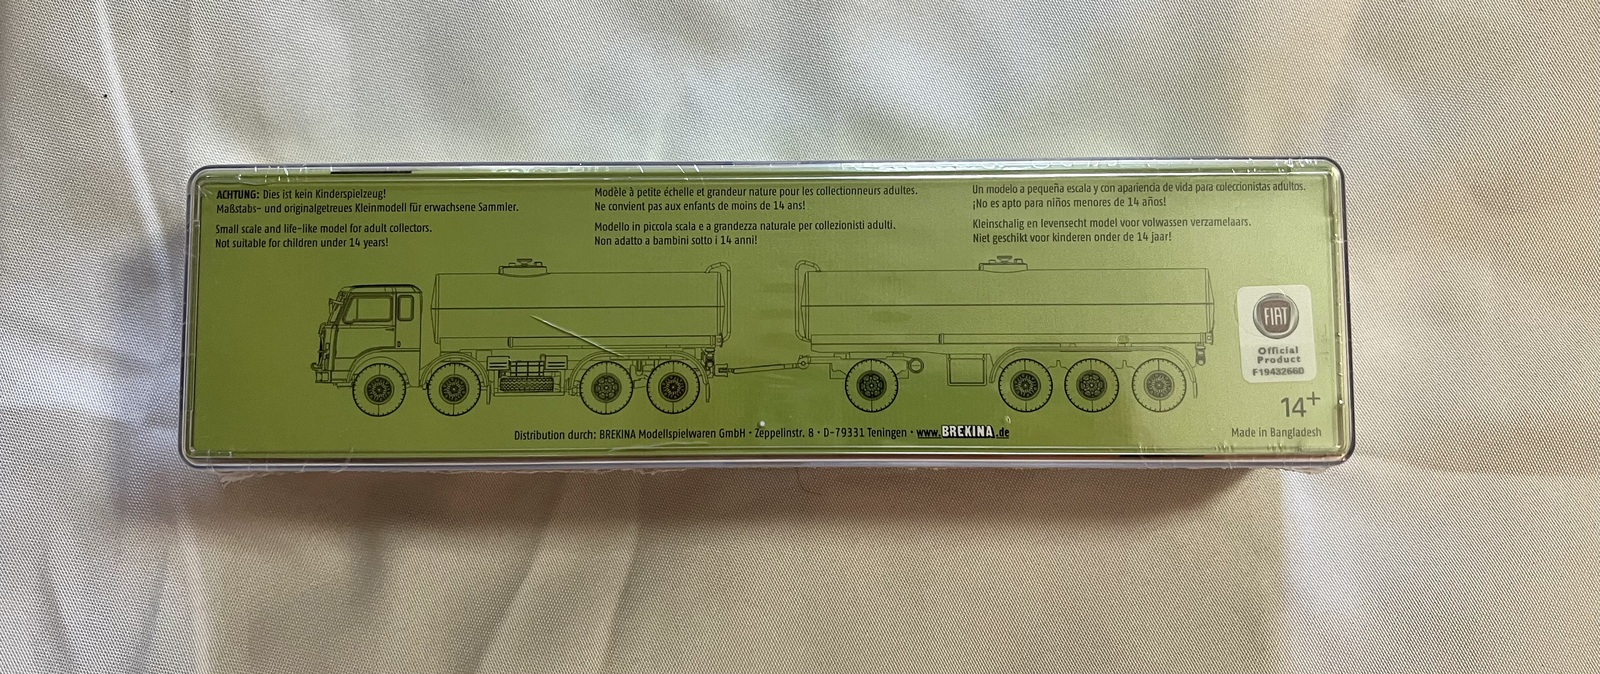 ACHTUNG: Dies ist kein Kinderspielzeug!
Maßstabs- und originalgetreues Kleinmodell für erwachsene Sammler.
Small scale and life-like model for adult collectors.
Not suitable for children under 14 years!
Modèle à petite échelle et grandeur nature pour les collectionneurs adultes.
Ne convient pas aux enfants de moins de 14 ans!
Modello in piccola scala e a grandezza naturale per collezionisti adulti.
Non adatto a bambini sotto i 14 anni!
Un modelo a pequeña escala y con apariencia de vida para coleccionistas adultos.
¡No es apto para niños menores de 14 años!
Kleinschalig en levensecht model voor volwassen verzamelaars.
Niet geschikt voor kinderen onder de 14 jaar!
FIAT
Official
Product
F19432660
14+
Distribution durch: BREKINA Modellspielwaren GmbH • Zeppelinstr. 8 • D-79331 Teningen • www.BREKINA.de
Made in Bangladesh